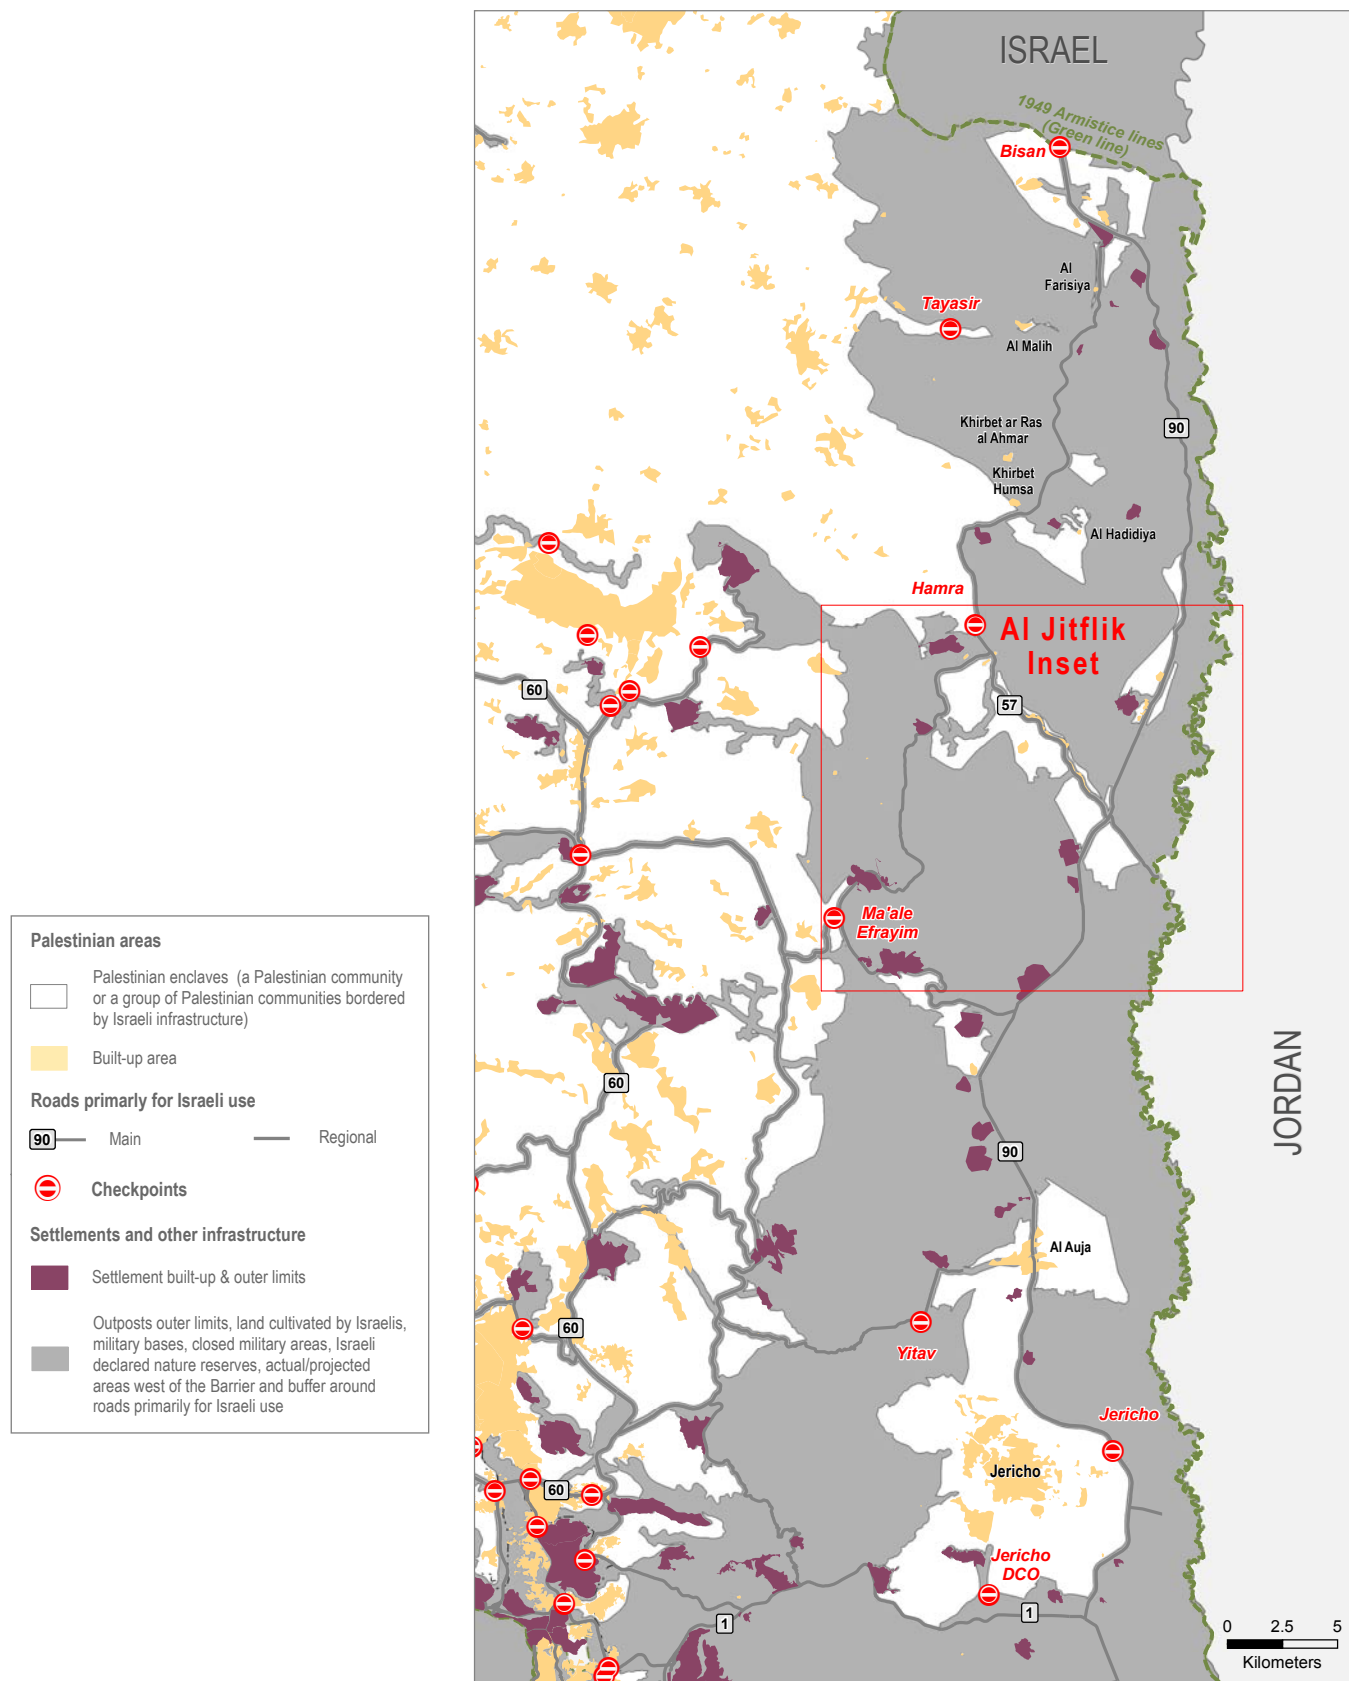 ISRAEL
1949 Armistice lines
(Green line)
Bisan
Al
Farisiya
Tayasir
Al Malih
Khirbet ar Ras
al Ahmar
90
Khirbet
Humsa
Al Hadidiya
Hamra
Al Jitflik
Inset
60
57
Ma'ale
Efrayim
Palestinian areas
Palestinian enclaves (a Palestinian community
or a group of Palestinian communities bordered
by Israeli infrastructure)
Built-up area
Roads primarly for Israeli use
90
Main
Regional
Checkpoints
Settlements and other infrastructure
Settlement built-up & outer limits
Outposts outer limits, land cultivated by Israelis,
military bases, closed military areas, Israeli
declared nature reserves, actual/projected
areas west of the Barrier and buffer around
roads primarily for Israeli use
JORDAN
60
90
Al Auja
60
Yitav
Jericho
Jericho
60
Jericho
DCO
1
1
0 2.5 5
Kilometers